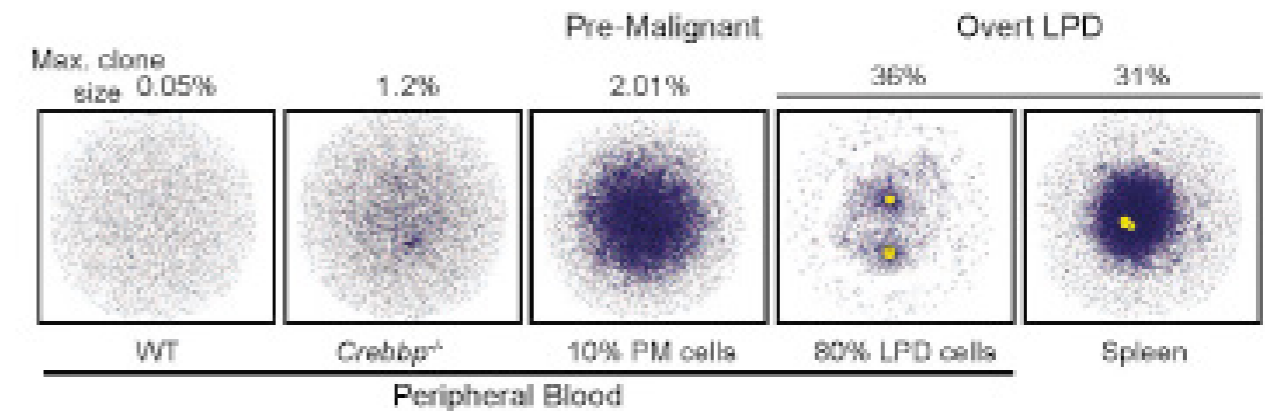 Pre-Malignant Overt LPD
Max. clone
size 0.05% 1.2% 2.01% 36% 31%
WT Crebbp-/- 10% PM cells 80% LPD cells Spleen
Peripheral Blood